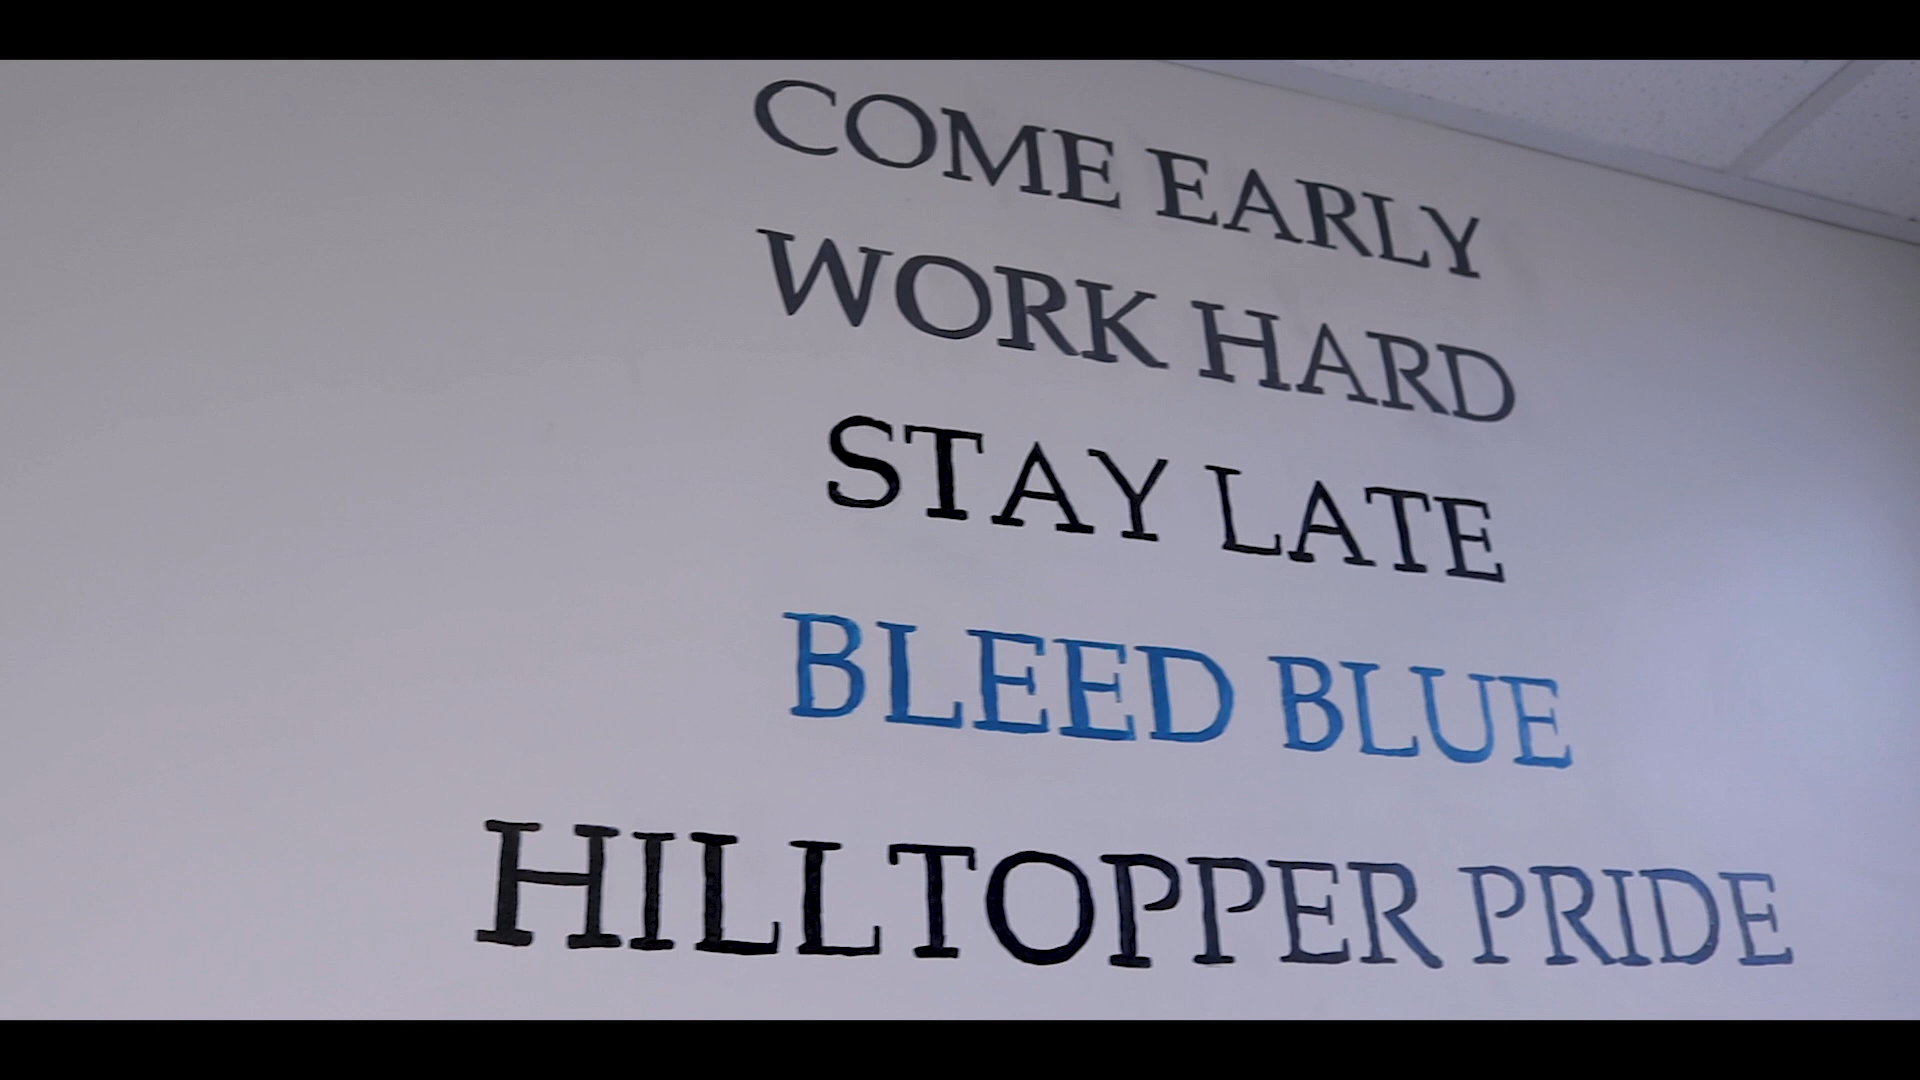 COME EARLY
WORK HARD
STAY LATE
BLEED BLUE
HILLTOPPER PRIDE